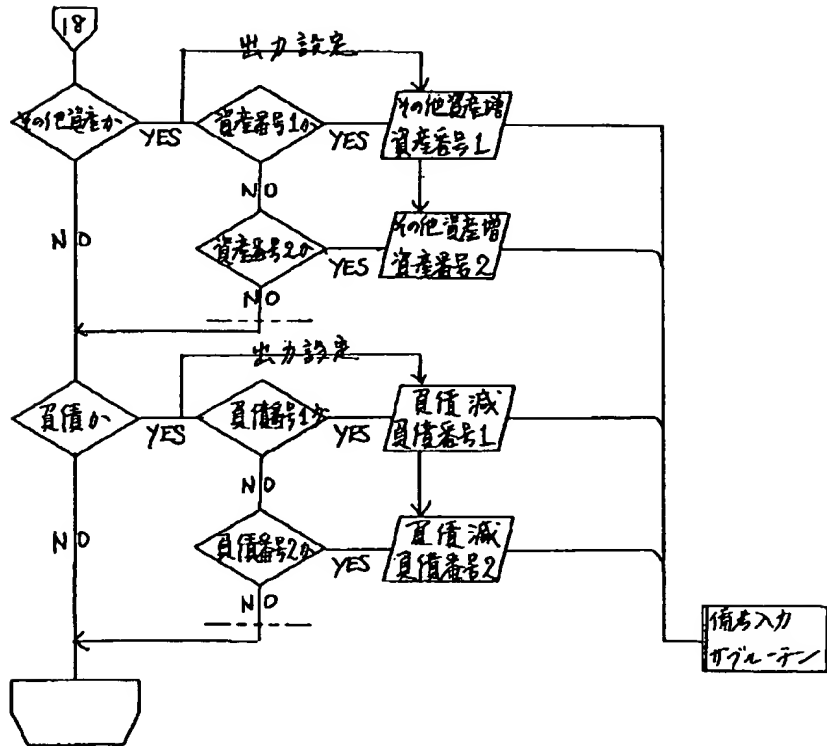 18
出力設定
その他資産か
YES
資産番号1か
YES
その他資産増
資産番号1
NO
NO
資産番号2か
YES
その他資産増
資産番号2
NO
出力設定
負債か
YES
負債番号1か
YES
負債減
負債番号1
NO
NO
負債番号2か
YES
負債減
負債番号2
NO
備考入力
サブルーチン